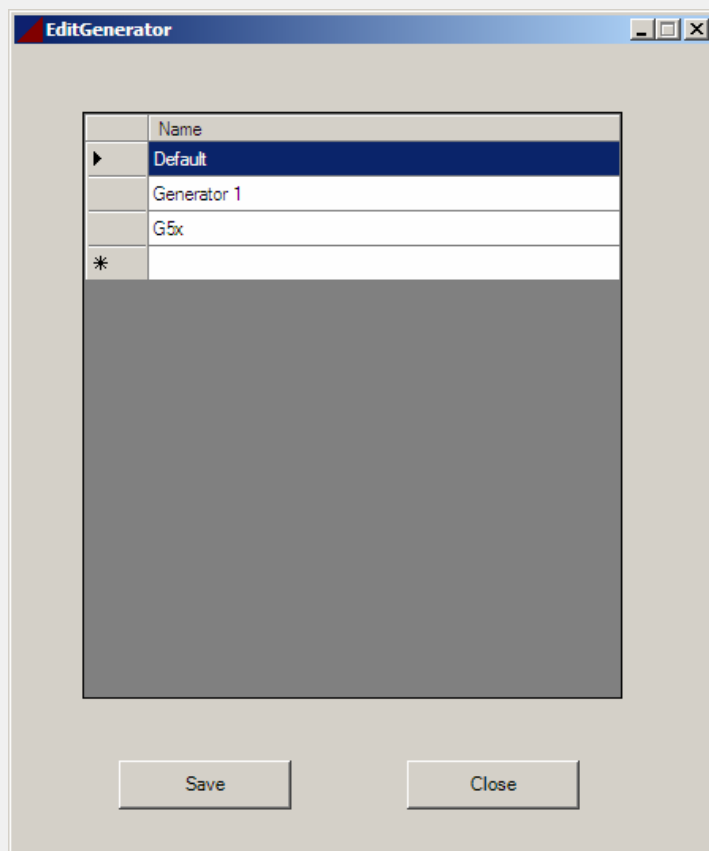 EditGenerator
Name
Default
Generator 1
G5x
Save Close